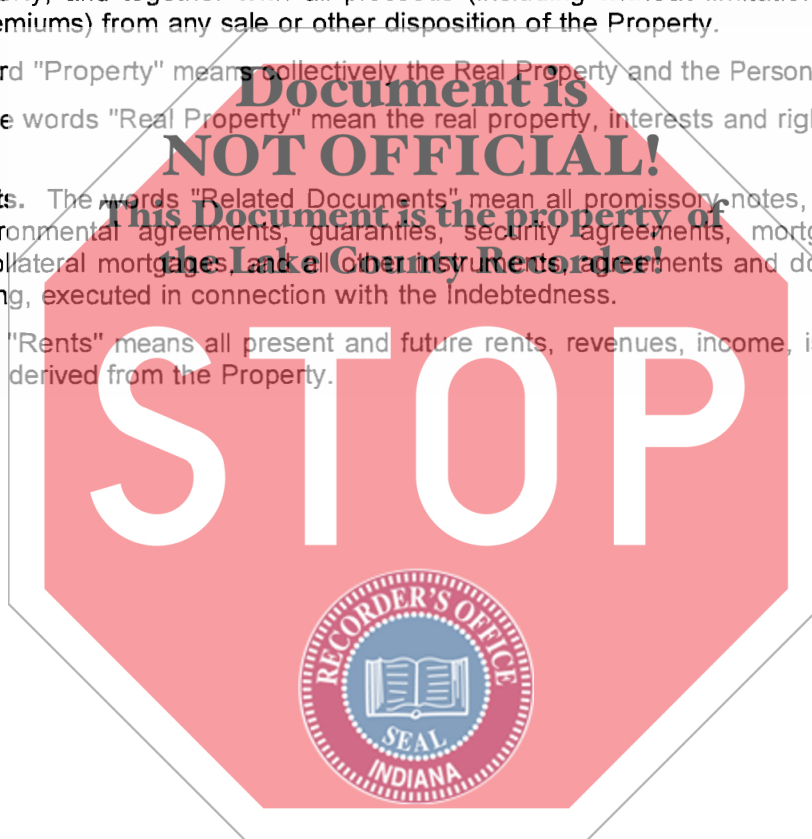 emiums) from any sale or other disposition of the Property.
rd "Property" means collectively the Real Property and the Person
Document is
e words "Real Property" mean the real property, interests and rig
NOT OFFICIAL!
ts. The words "Related Documents" mean all promissory notes,
This Document is the property of
ronmental agreements, guaranties, security agreements, mortg
the Lake County Recorder!
ollateral mortgages, and all other instruments, agreements and do
ng, executed in connection with the Indebtedness.
"Rents" means all present and future rents, revenues, income, i
derived from the Property.
STOP
RECORDER'S OFFICE
SEAL
INDIANA